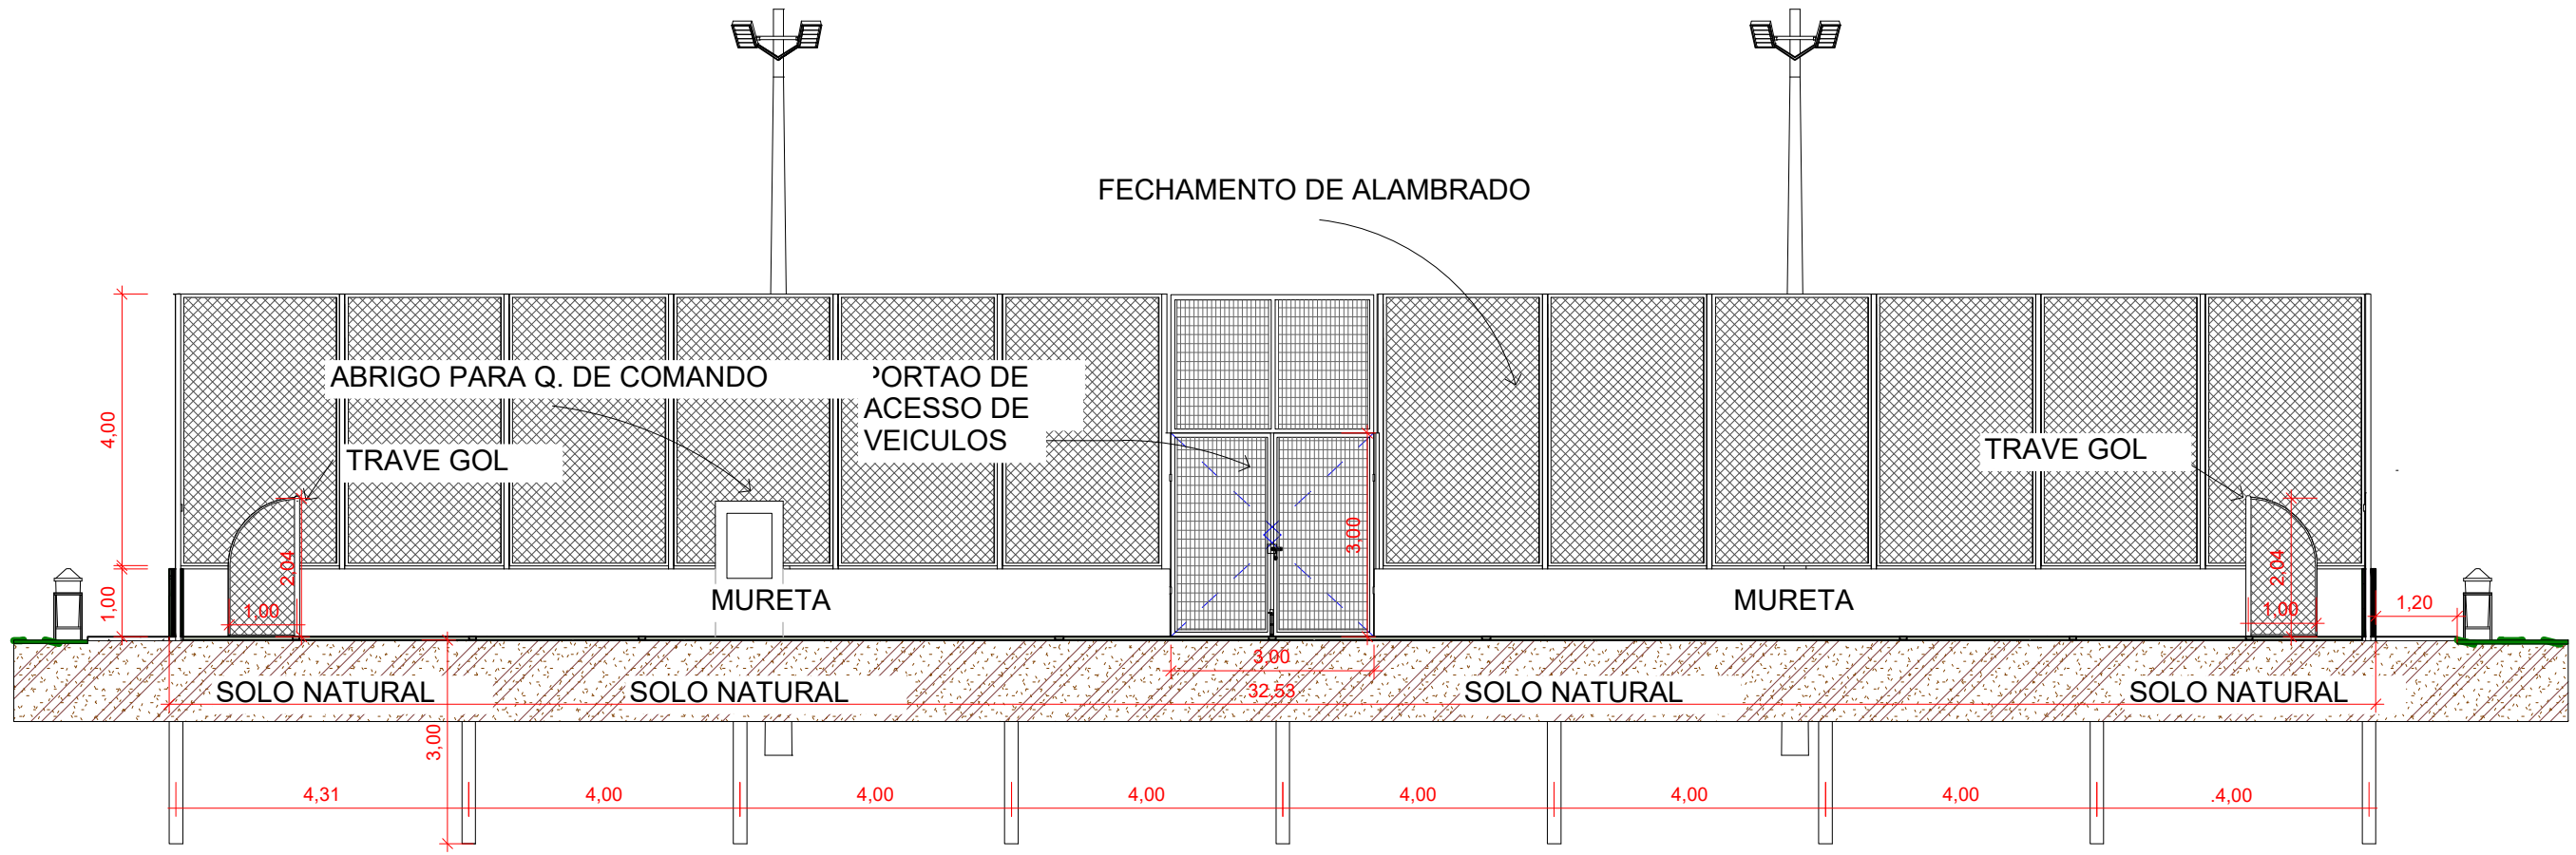 FECHAMENTO DE ALAMBRADO
ABRIGO PARA Q. DE COMANDO
PORTAO DE
ACESSO DE
VEICULOS
TRAVE GOL
TRAVE GOL
4,00
3,00
2,04
2,04
1,00
1,00
1,00
1,20
MURETA
MURETA
3,00
32.53
SOLO NATURAL
SOLO NATURAL
SOLO NATURAL
SOLO NATURAL
3,00
4,31
4,00
4,00
4,00
4,00
4,00
4,00
.4,00